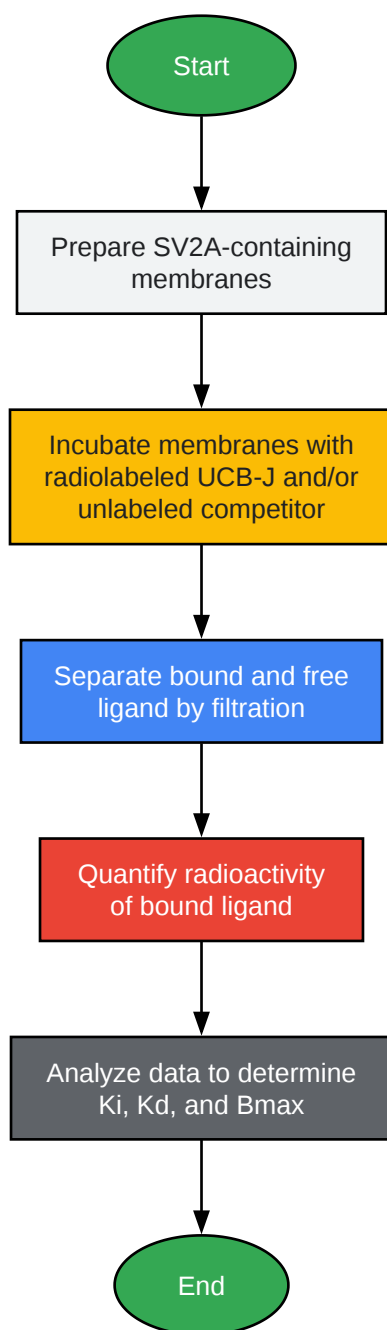 Start
Prepare SV2A-containing
membranes
Incubate membranes with
radiolabeled UCB-J and/or
unlabeled competitor
Separate bound and free
ligand by filtration
Quantify radioactivity
of bound ligand
Analyze data to determine
Ki, Kd, and Bmax
End